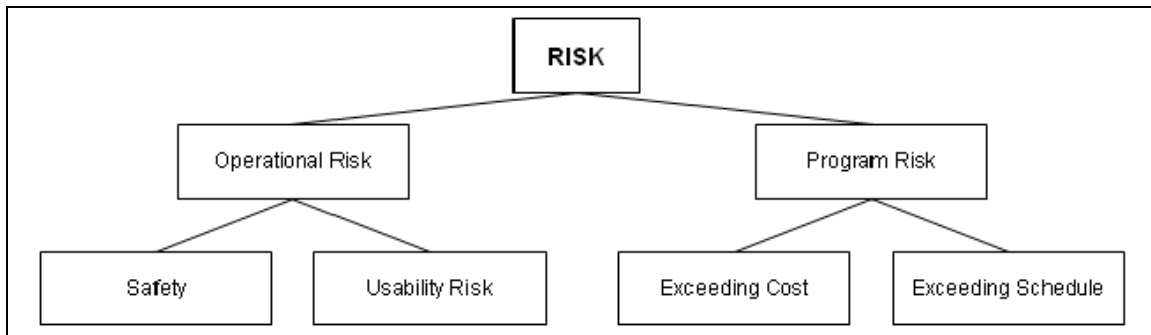 RISK
Operational Risk
Program Risk
Safety
Usability Risk
Exceeding Cost
Exceeding Schedule